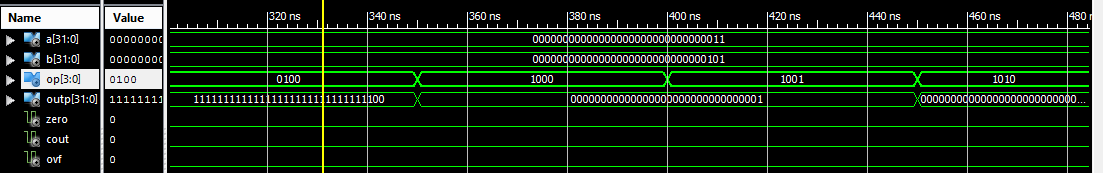 Name
Value
320 ns
340 ns
360 ns
380 ns
400 ns
420 ns
440 ns
460 ns
480
a[31:0]
00000000
00000000000000000000000000000011
b[31:0]
00000000
00000000000000000000000000000101
op[3:0]
0100
0100
1000
1001
1010
outp[31:0]
11111111
11111111111111111111111111111100
00000000000000000000000000000001
00000000000000000000000000...
zero
0
cout
0
ovf
0